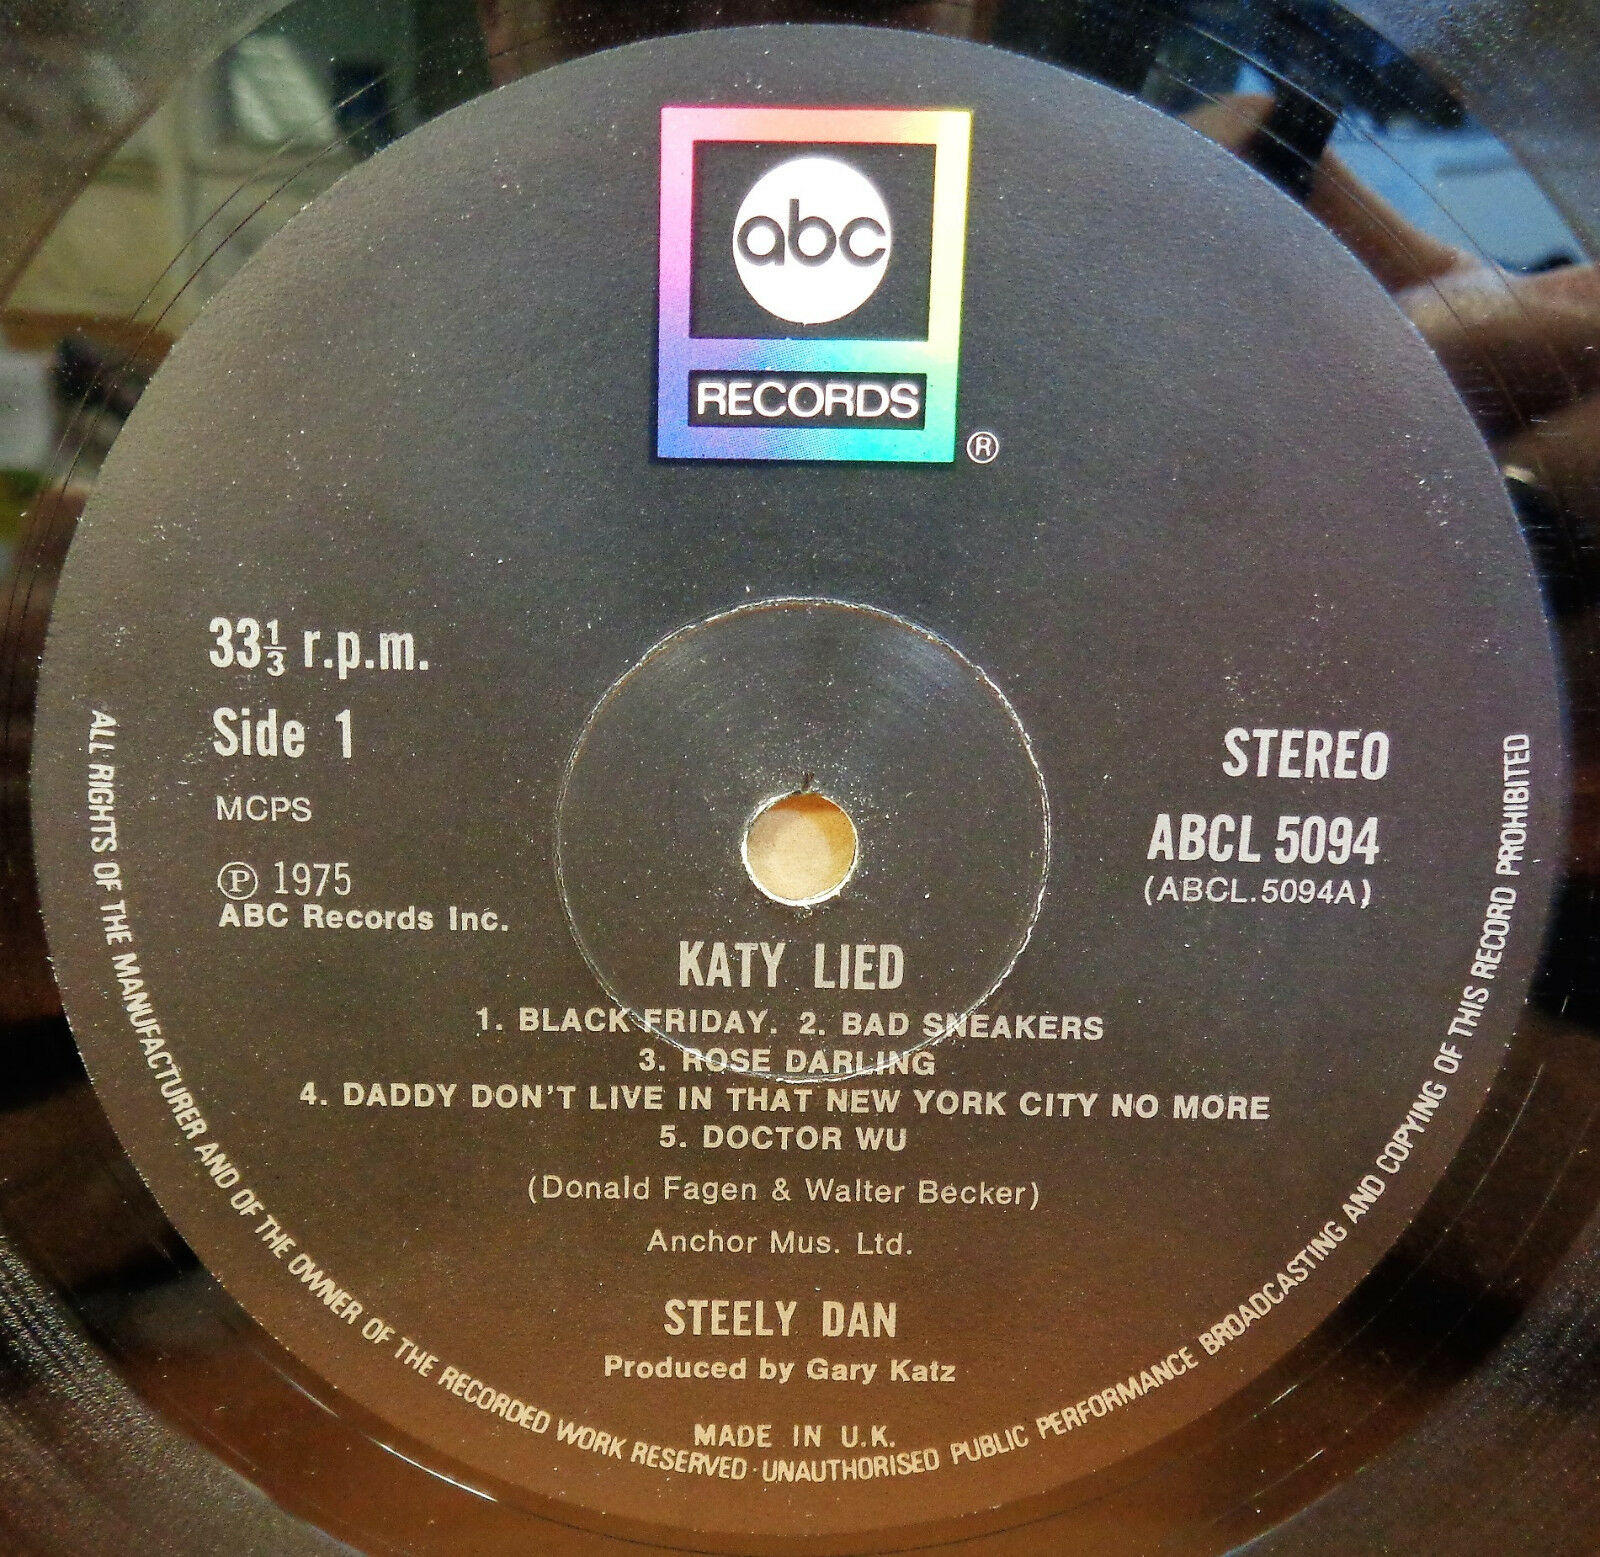 abc
RECORDS
®
33⅓ r.p.m.
Side 1
MCPS
℗ 1975
ABC Records Inc.
STEREO
ABCL 5094
(ABCL.5094A)
KATY LIED
1. BLACK FRIDAY. 2. BAD SNEAKERS
3. ROSE DARLING
4. DADDY DON'T LIVE IN THAT NEW YORK CITY NO MORE
5. DOCTOR WU
(Donald Fagen & Walter Becker)
Anchor Mus. Ltd.
STEELY DAN
Produced by Gary Katz
MADE IN U.K.
ALL RIGHTS OF THE MANUFACTURER AND OF THE OWNER OF THE RECORDED WORK RESERVED · UNAUTHORISED PUBLIC PERFORMANCE BROADCASTING AND COPYING OF THIS RECORD PROHIBITED